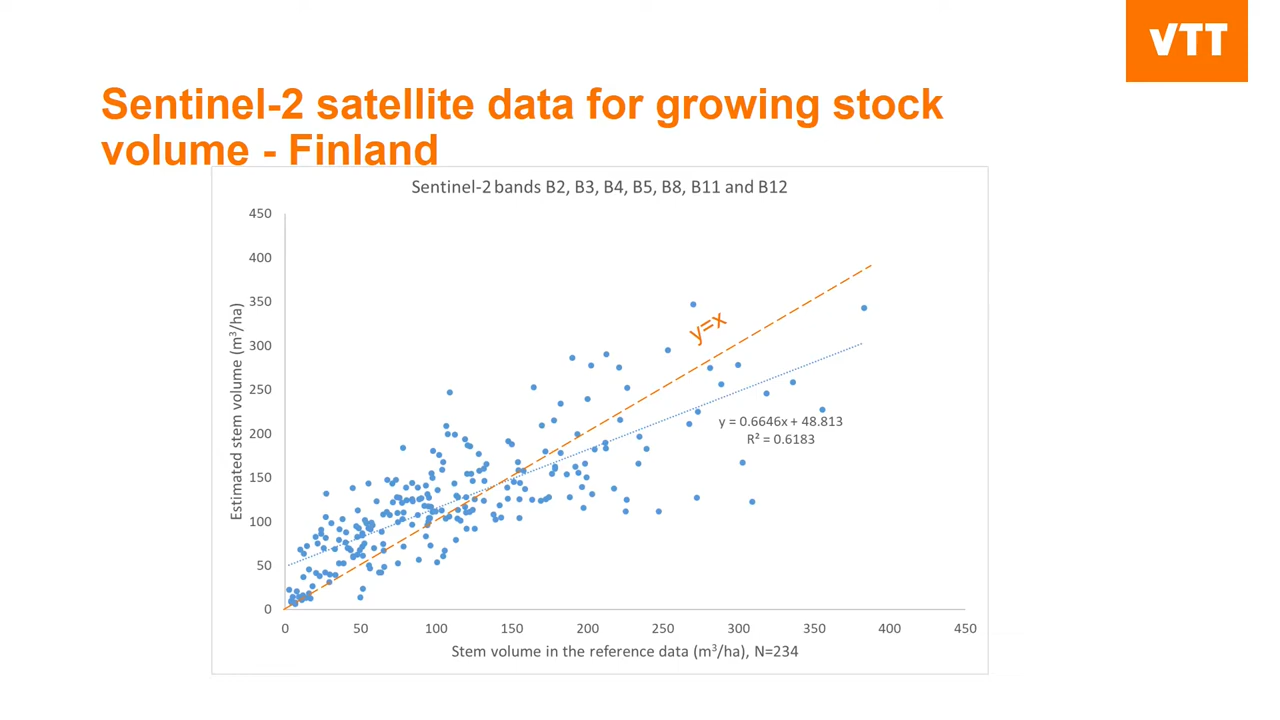 VTT
Sentinel-2 satellite data for growing stock
volume - Finland
Sentinel-2 bands B2, B3, B4, B5, B8, B11 and B12
450
400
350
300
250
200
150
100
50
0
Estimated stem volume (m³/ha)
y=x
y = 0.6646x + 48.813
R² = 0.6183
0 50 100 150 200 250 300 350 400 450
Stem volume in the reference data (m³/ha), N=234